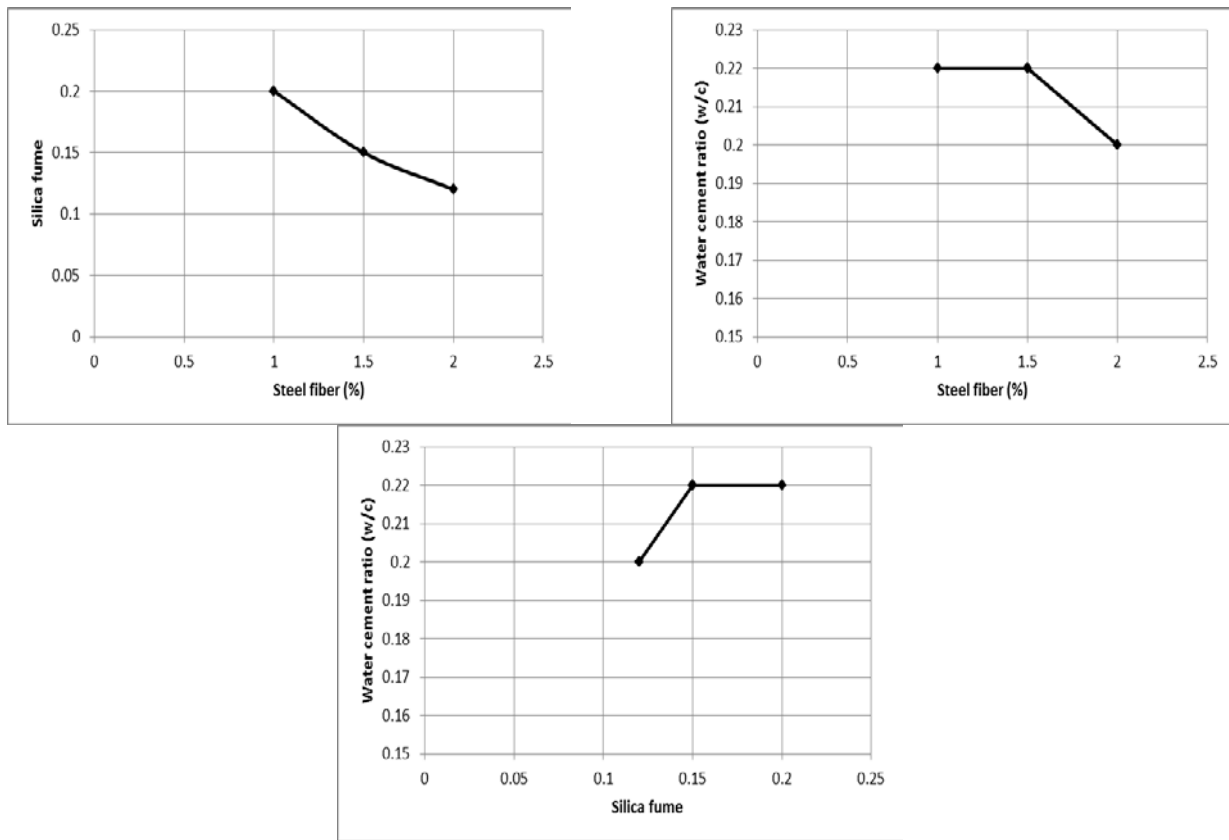 0.25
0.2
0.15
0.1
0.05
0
0 0.5 1 1.5 2 2.5
Silica fume
Steel fiber (%)
0.23
0.22
0.21
0.2
0.19
0.18
0.17
0.16
0.15
0 0.5 1 1.5 2 2.5
Water cement ratio (w/c)
Steel fiber (%)
0.23
0.22
0.21
0.2
0.19
0.18
0.17
0.16
0.15
0 0.05 0.1 0.15 0.2 0.25
Water cement ratio (w/c)
Silica fume